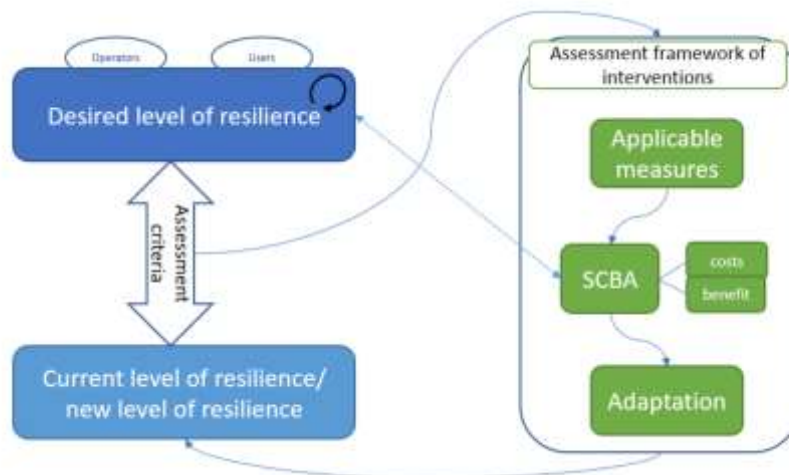 Operators
Users
Desired level of resilience
Assessment
criteria
Current level of resilience/
new level of resilience
Assessment framework of
interventions
Applicable
measures
SCBA
costs
benefit
Adaptation